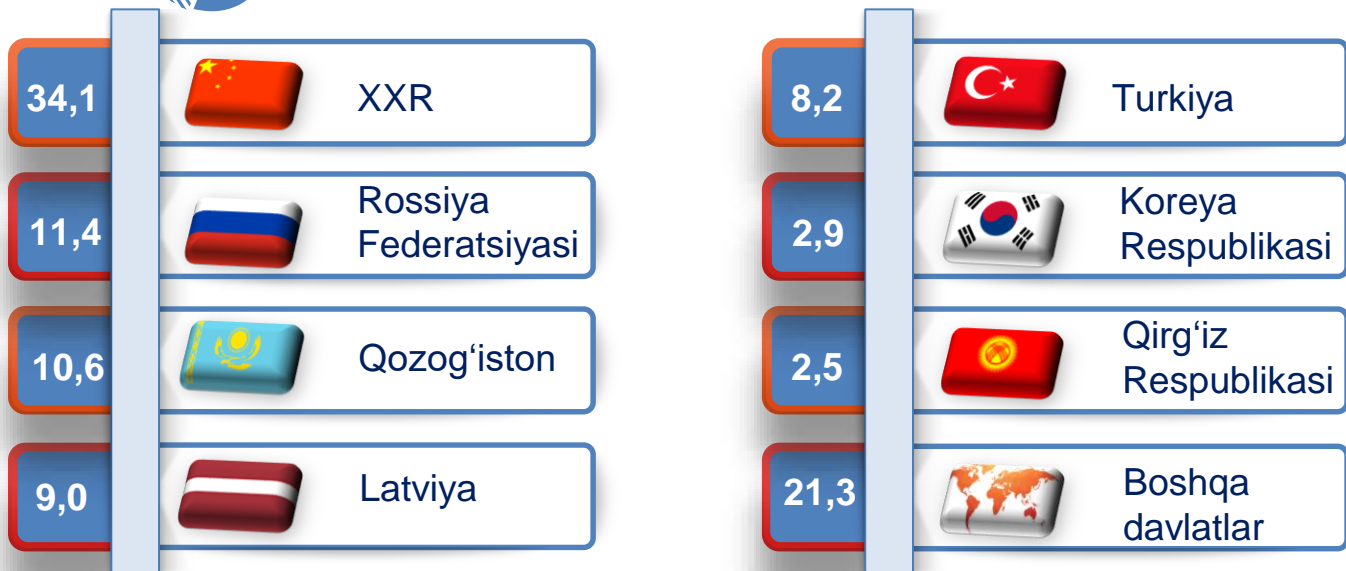 34,1
XXR
11,4
Rossiya
Federatsiyasi
10,6
Qozog‘iston
9,0
Latviya
8,2
Turkiya
2,9
Koreya
Respublikasi
2,5
Qirg‘iz
Respublikasi
21,3
Boshqa
davlatlar